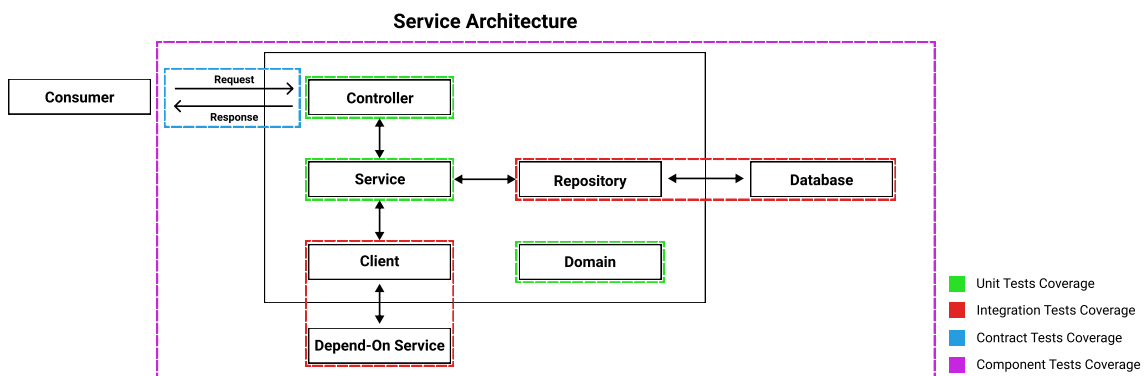 Service Architecture
Request
Consumer
Controller
Response
Service
Repository
Database
Client
Domain
Depend-On Service
Unit Tests Coverage
Integration Tests Coverage
Contract Tests Coverage
Component Tests Coverage